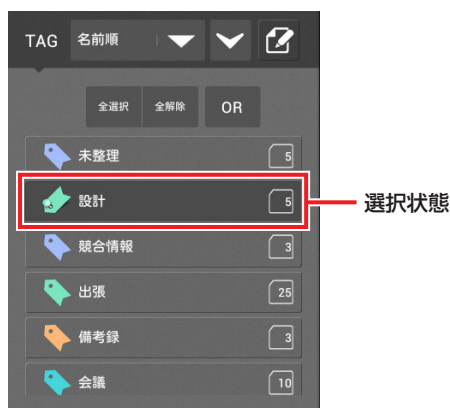 TAG 名前順
全選択 全解除 OR
未整理 5
設計 5
選択状態
競合情報 3
出張 25
備考録 3
会議 10